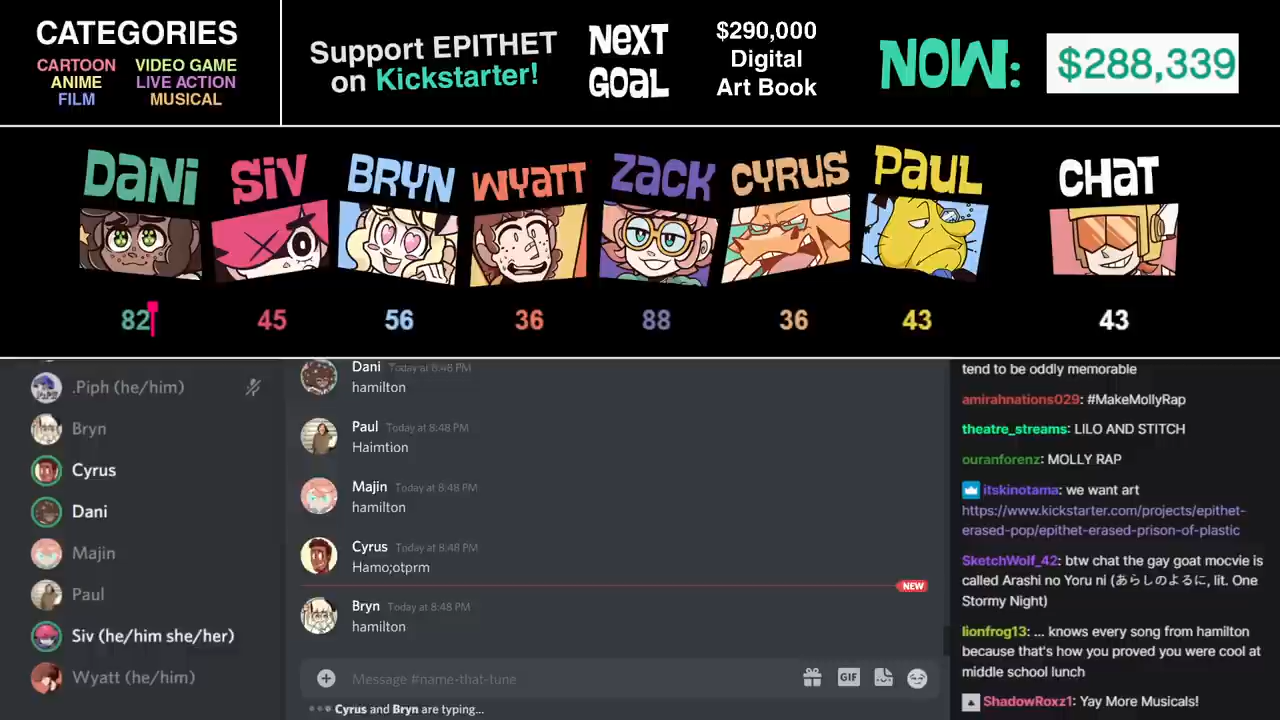 CATEGORIES
CARTOON VIDEO GAME
ANIME LIVE ACTION
FILM MUSICAL
Support EPITHET
on Kickstarter!
NEXT
GOAL
$290,000
Digital
Art Book
NOW:
$288,339
DANI SIV BRYN WYATT ZACK CYRUS PAUL CHAT
82 45 56 36 88 36 43 43
.Piph (he/him)
Bryn
Cyrus
Dani
Majin
Paul
Siv (he/him she/her)
Wyatt (he/him)
Dani Today at 8:48 PM
hamilton
Paul Today at 8:48 PM
Haimtion
Majin Today at 8:48 PM
hamilton
Cyrus Today at 8:48 PM
Hamo;otprm
NEW
Bryn Today at 8:48 PM
hamilton
Message #name-that-tune
GIF
Cyrus and Bryn are typing...
tend to be oddly memorable
amirahnations029: #MakeMollyRap
theatre_streams: LILO AND STITCH
ouranforenz: MOLLY RAP
itskinotama: we want art
https://www.kickstarter.com/projects/epithet-
erased-pop/epithet-erased-prison-of-plastic
SketchWolf_42: btw chat the gay goat mocvie is
called Arashi no Yoru ni (あらしのよるに, lit. One
Stormy Night)
lionfrog13: ... knows every song from hamilton
because that's how you proved you were cool at
middle school lunch
ShadowRoxz1: Yay More Musicals!